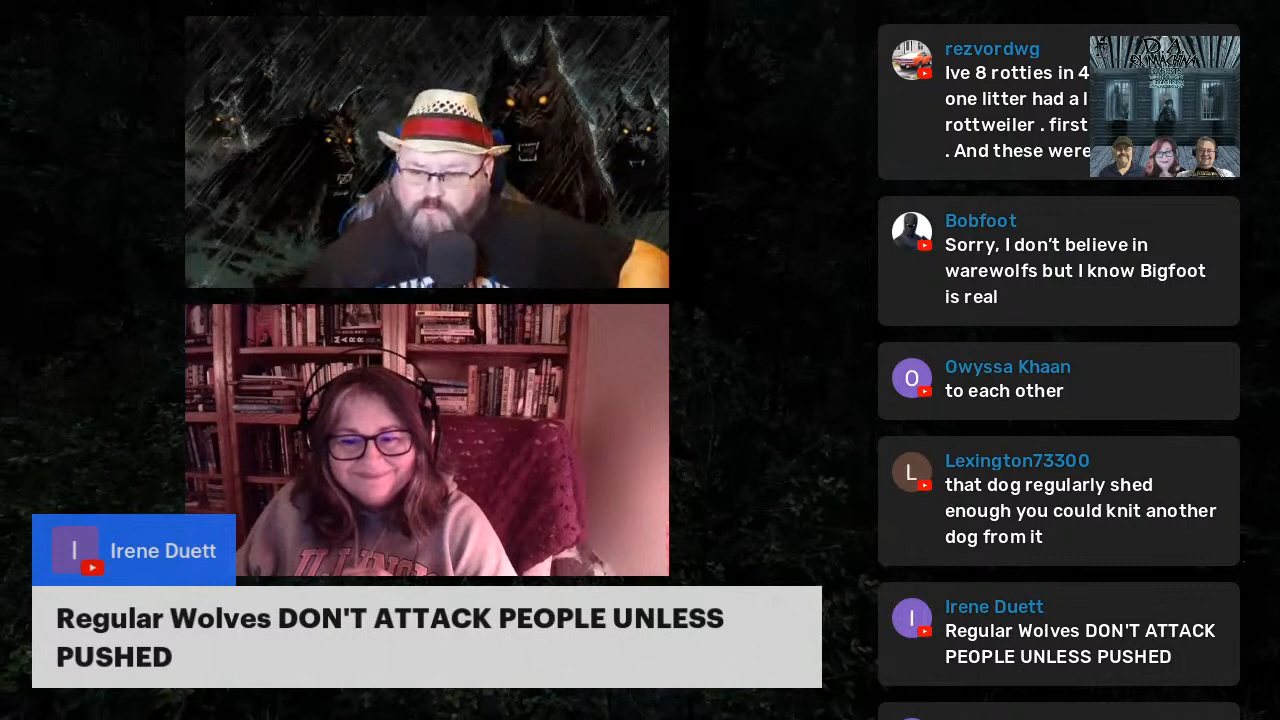 rezvordwg
Ive 8 rotties in 4
one litter had a l
rottweiler . first
. And these were
Bobfoot
Sorry, I don’t believe in
warewolfs but I know Bigfoot
is real
O
Owyssa Khaan
to each other
L
Lexington73300
that dog regularly shed
enough you could knit another
dog from it
I
Irene Duett
Regular Wolves DON'T ATTACK
PEOPLE UNLESS PUSHED
ILLINOIS
I
Irene Duett
Regular Wolves DON'T ATTACK PEOPLE UNLESS
PUSHED